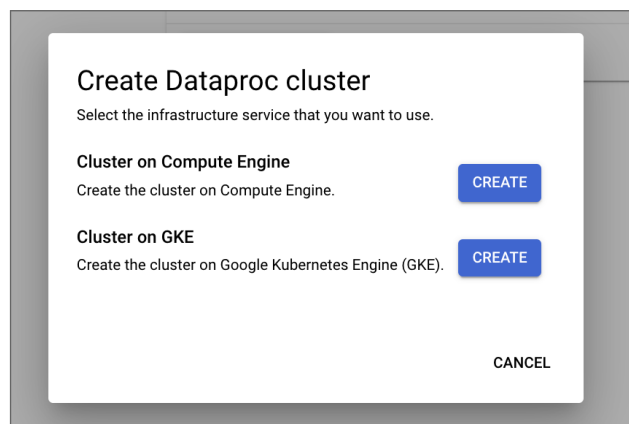 Create Dataproc cluster
Select the infrastructure service that you want to use.
Cluster on Compute Engine
Create the cluster on Compute Engine.
CREATE
Cluster on GKE
Create the cluster on Google Kubernetes Engine (GKE).
CREATE
CANCEL